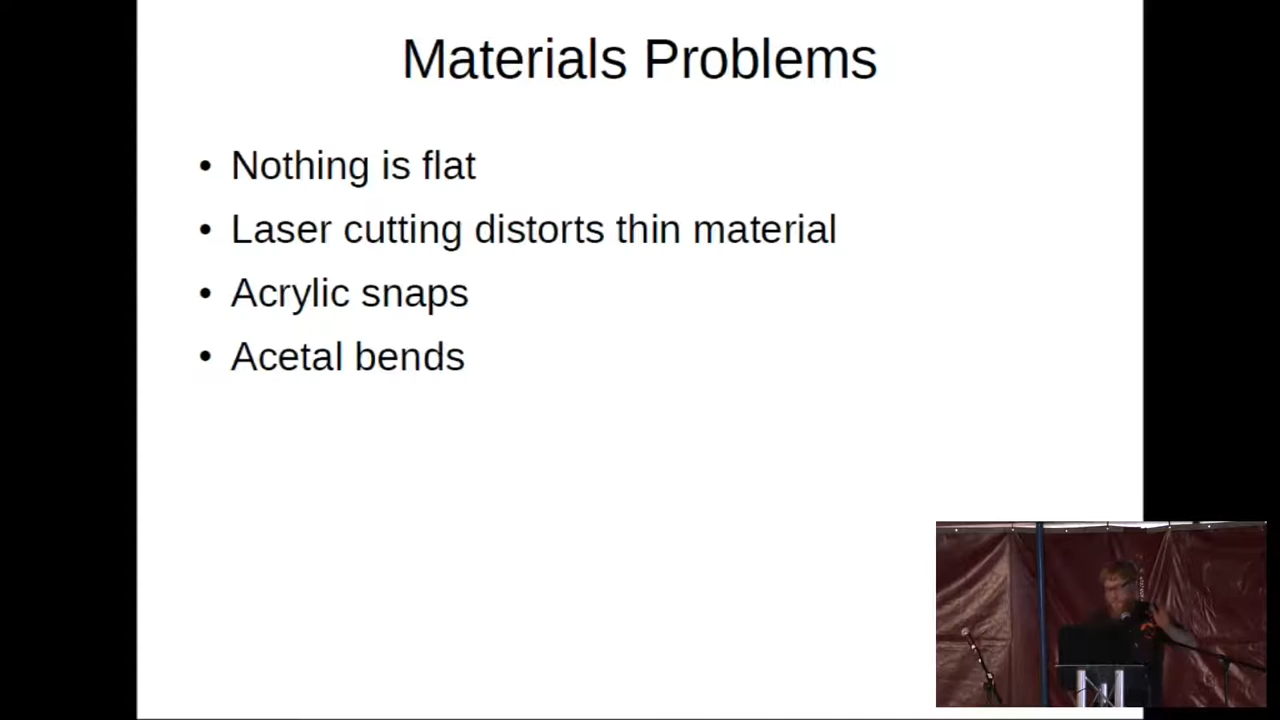 Materials Problems
• Nothing is flat
• Laser cutting distorts thin material
• Acrylic snaps
• Acetal bends